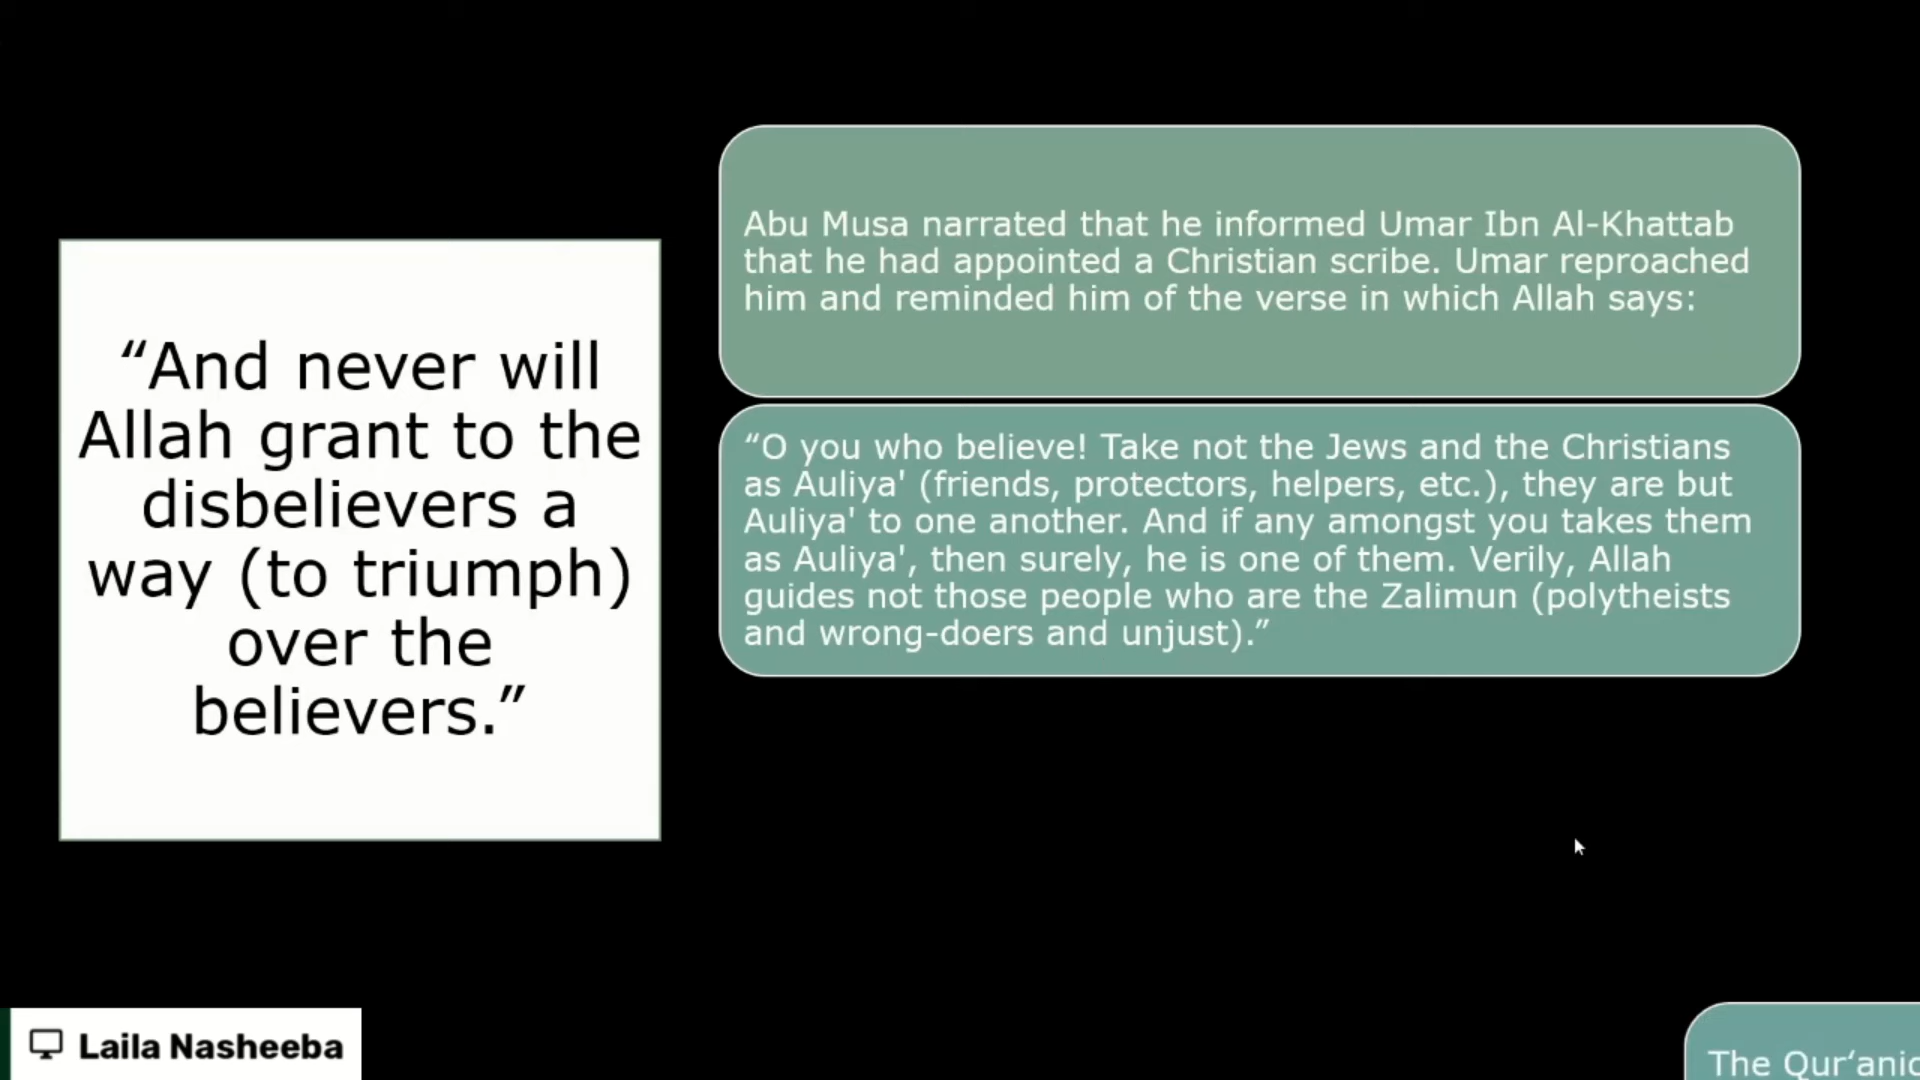 “And never will
Allah grant to the
disbelievers a
way (to triumph)
over the
believers.”
Abu Musa narrated that he informed Umar Ibn Al-Khattab
that he had appointed a Christian scribe. Umar reproached
him and reminded him of the verse in which Allah says:
“O you who believe! Take not the Jews and the Christians
as Auliya' (friends, protectors, helpers, etc.), they are but
Auliya' to one another. And if any amongst you takes them
as Auliya', then surely, he is one of them. Verily, Allah
guides not those people who are the Zalimun (polytheists
and wrong-doers and unjust).”
Laila Nasheeba
The Qur‘anic